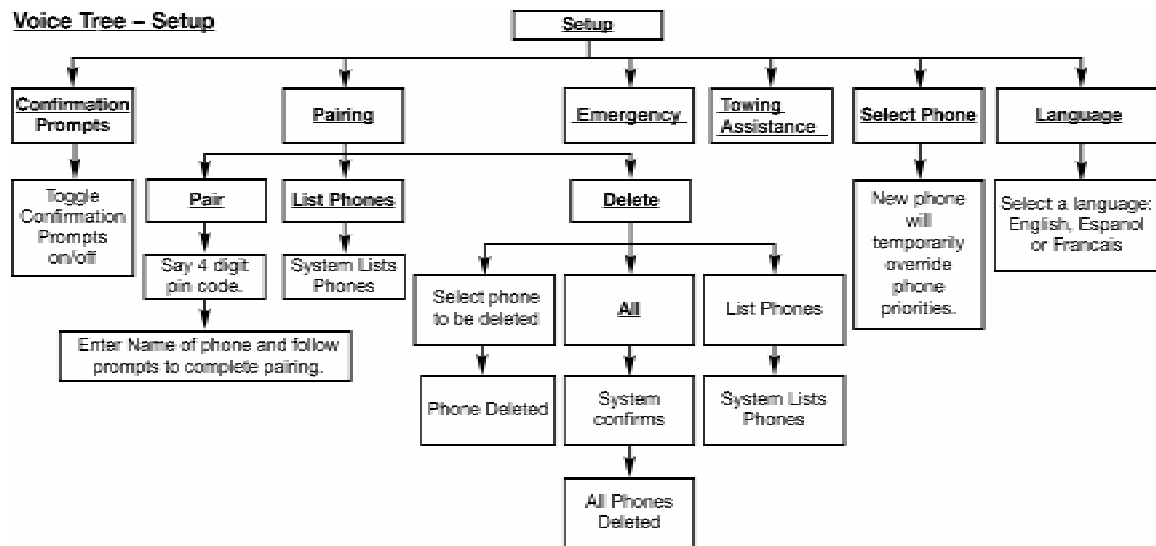 Voice Tree – Setup
Setup
Confirmation
Prompts
Pairing
Emergency
Towing
Assistance
Select Phone
Language
Toggle
Confirmation
Prompts
on/off
Pair
List Phones
Delete
New phone
will
temporarily
override
phone
priorities.
Select a language:
English, Espanol
or Francais
Say 4 digit
pin code.
System Lists
Phones
Select phone
to be deleted
All
List Phones
Enter Name of phone and follow
prompts to complete pairing.
Phone Deleted
System
confirms
System Lists
Phones
All Phones
Deleted